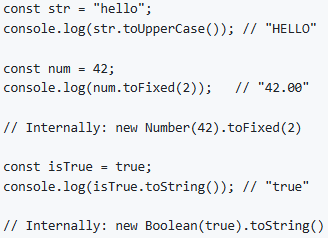 const str = "hello";
console.log(str.toUpperCase()); // "HELLO"
const num = 42;
console.log(num.toFixed(2));   // "42.00"
// Internally: new Number(42).toFixed(2)
const isTrue = true;
console.log(isTrue.toString()); // "true"
// Internally: new Boolean(true).toString()